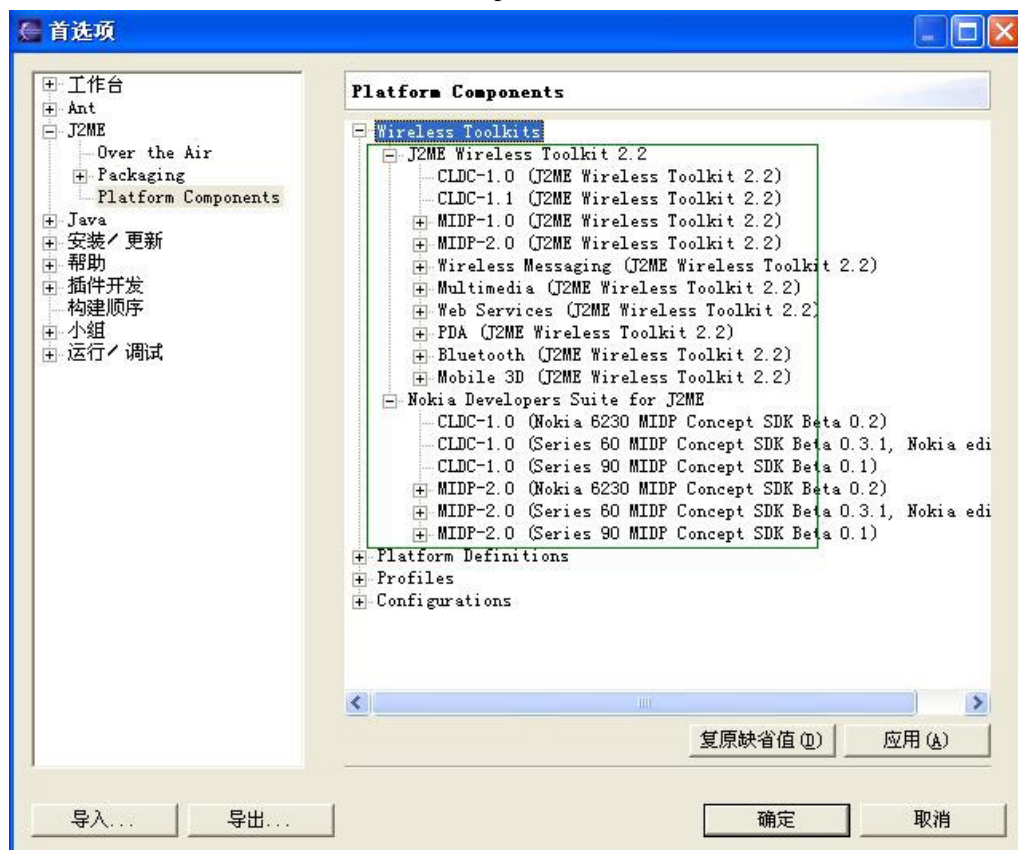 首选项
工作台
Ant
J2ME
Over the Air
Packaging
Platform Components
Java
安装/更新
帮助
插件开发
构建顺序
小组
运行/调试
Platform Components
Wireless Toolkits
J2ME Wireless Toolkit 2.2
CLDC-1.0 (J2ME Wireless Toolkit 2.2)
CLDC-1.1 (J2ME Wireless Toolkit 2.2)
MIDP-1.0 (J2ME Wireless Toolkit 2.2)
MIDP-2.0 (J2ME Wireless Toolkit 2.2)
Wireless Messaging (J2ME Wireless Toolkit 2.2)
Multimedia (J2ME Wireless Toolkit 2.2)
Web Services (J2ME Wireless Toolkit 2.2)
PDA (J2ME Wireless Toolkit 2.2)
Bluetooth (J2ME Wireless Toolkit 2.2)
Mobile 3D (J2ME Wireless Toolkit 2.2)
Nokia Developers Suite for J2ME
CLDC-1.0 (Nokia 6230 MIDP Concept SDK Beta 0.2)
CLDC-1.0 (Series 60 MIDP Concept SDK Beta 0.3.1, Nokia edi
CLDC-1.0 (Series 90 MIDP Concept SDK Beta 0.1)
MIDP-2.0 (Nokia 6230 MIDP Concept SDK Beta 0.2)
MIDP-2.0 (Series 60 MIDP Concept SDK Beta 0.3.1, Nokia edi
MIDP-2.0 (Series 90 MIDP Concept SDK Beta 0.1)
Platform Definitions
Profiles
Configurations
复原缺省值(D) 应用(A)
导入... 导出... 确定 取消